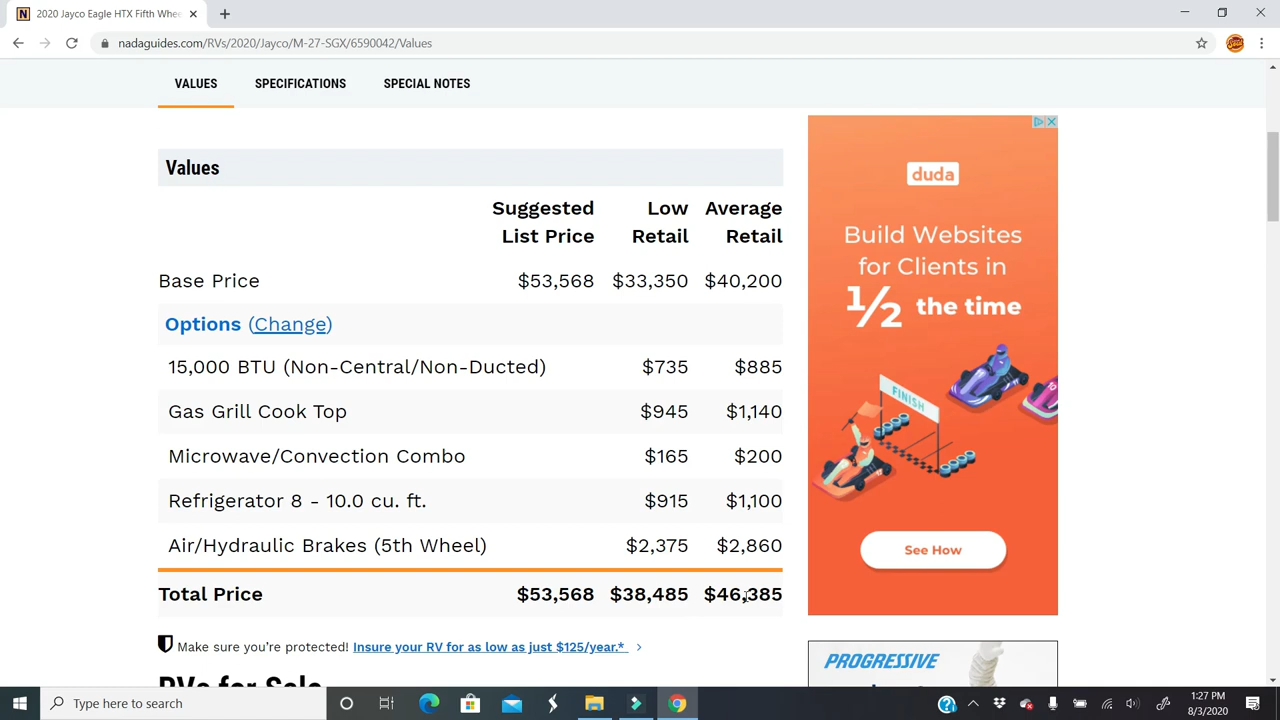 2020 Jayco Eagle HTX Fifth Whee
nadaguides.com/RVs/2020/Jayco/M-27-SGX/6590042/Values
VALUES SPECIFICATIONS SPECIAL NOTES
Values
Suggested List Price Low Retail Average Retail
Base Price $53,568 $33,350 $40,200
Options (Change)
15,000 BTU (Non-Central/Non-Ducted) $735 $885
Gas Grill Cook Top $945 $1,140
Microwave/Convection Combo $165 $200
Refrigerator 8 - 10.0 cu. ft. $915 $1,100
Air/Hydraulic Brakes (5th Wheel) $2,375 $2,860
Total Price $53,568 $38,485 $46,385
Make sure you're protected! Insure your RV for as low as just $125/year.*
RVs for Sale
duda
Build Websites
for Clients in
1/2 the time
FINISH
10
See How
PROGRESSIVE
Type here to search
1:27 PM
8/3/2020